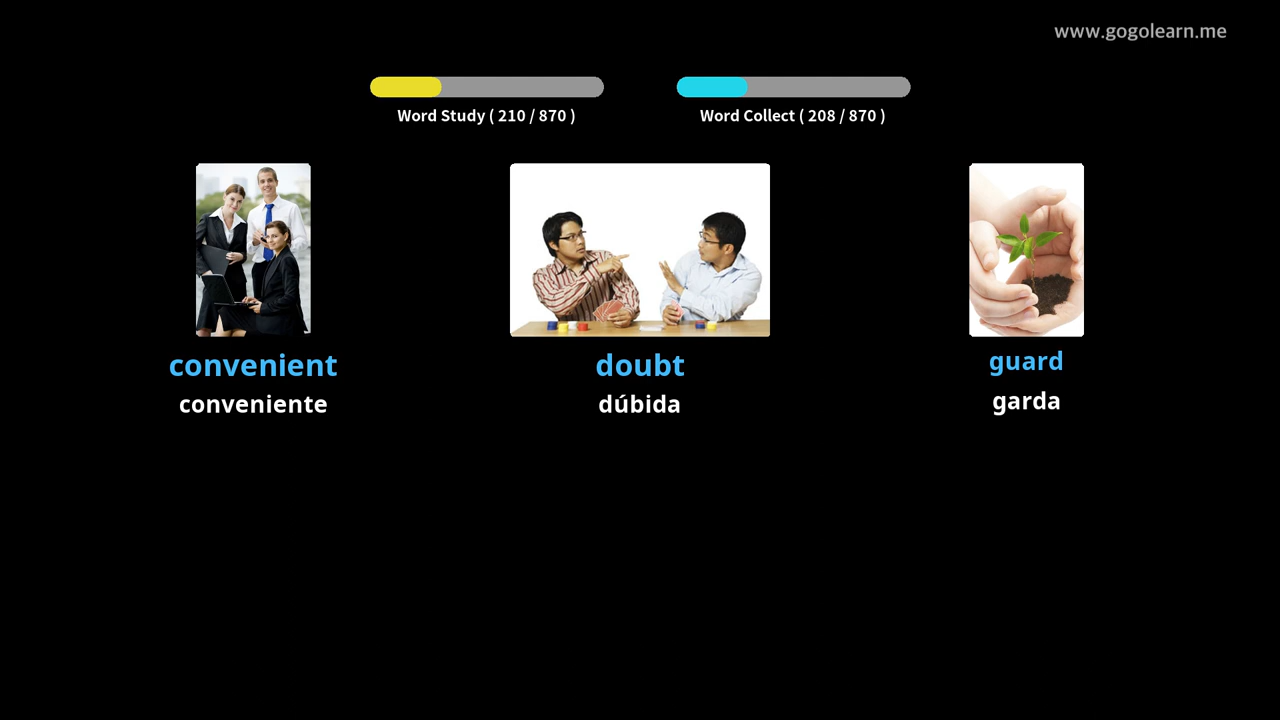 www.gogolearn.me
Word Study ( 210 / 870 )
Word Collect ( 208 / 870 )
convenient
conveniente
doubt
dúbida
guard
garda